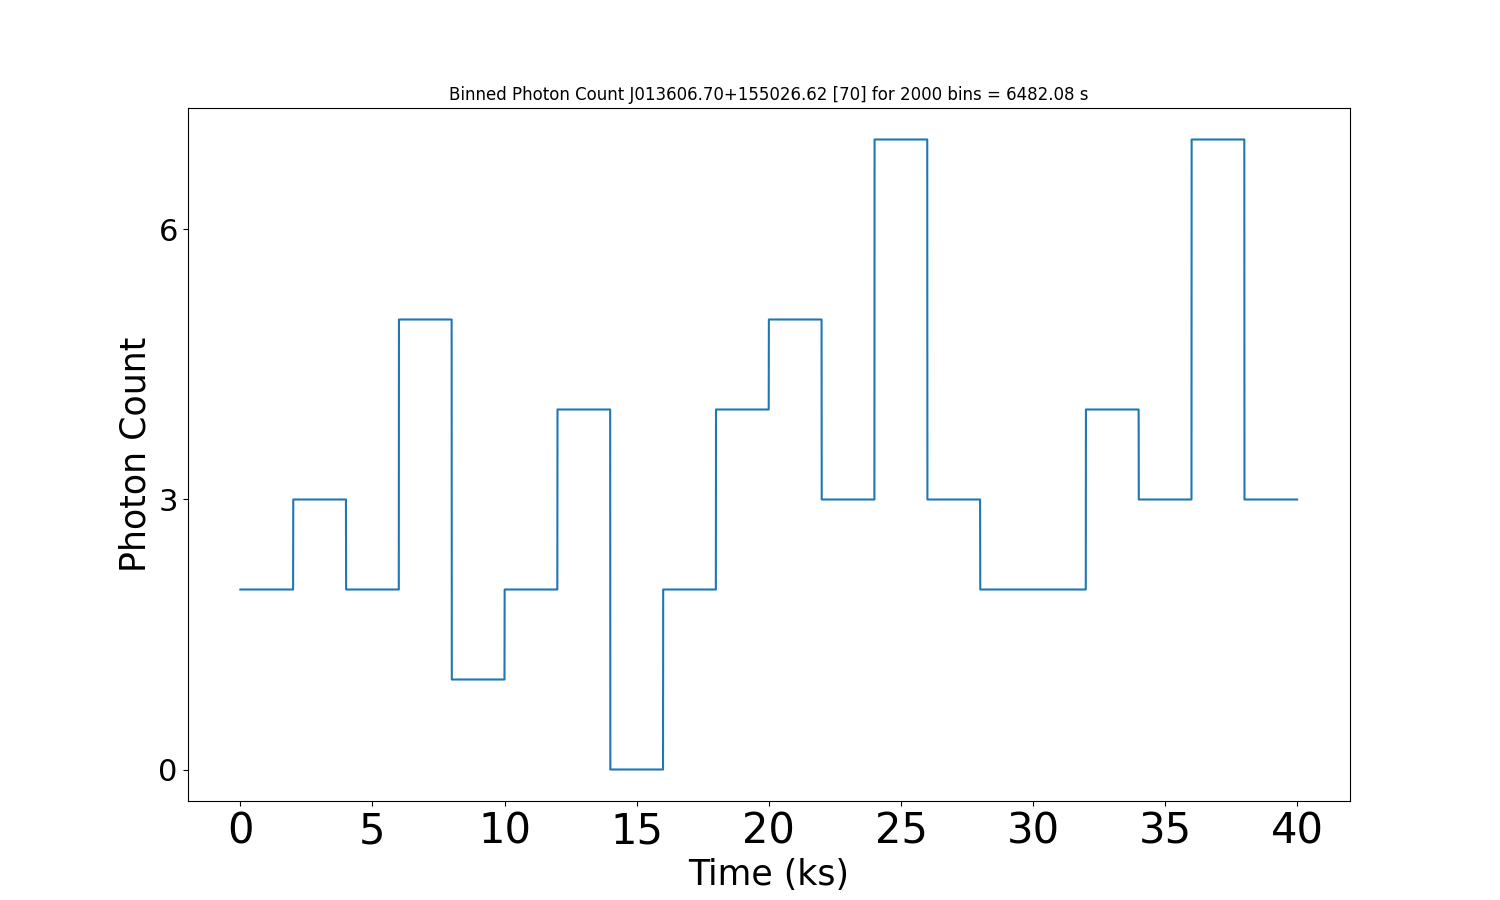 Binned Photon Count J013606.70+155026.62 [70] for 2000 bins = 6482.08 s
6
3
0
Photon Count
0 5 10 15 20 25 30 35 40
Time (ks)